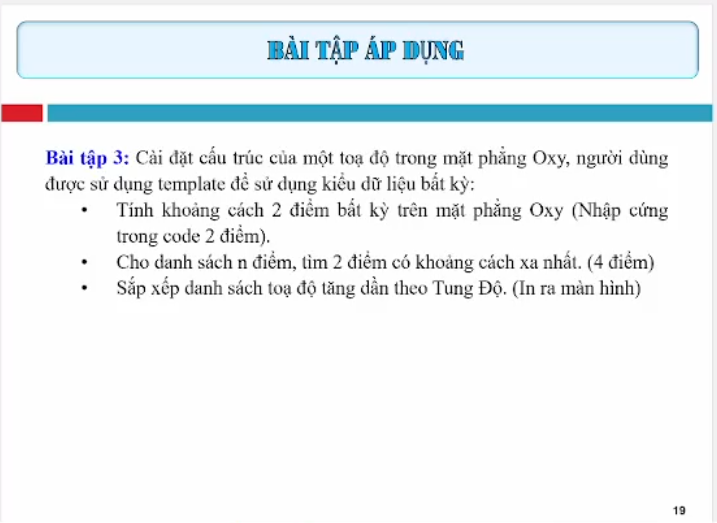 BÀI TẬP ÁP DỤNG
Bài tập 3: Cài đặt cấu trúc của một toạ độ trong mặt phẳng Oxy, người dùng
được sử dụng template để sử dụng kiểu dữ liệu bất kỳ:
• Tính khoảng cách 2 điểm bất kỳ trên mặt phẳng Oxy (Nhập cứng
trong code 2 điểm).
• Cho danh sách n điểm, tìm 2 điểm có khoảng cách xa nhất. (4 điểm)
• Sắp xếp danh sách toạ độ tăng dần theo Tung Độ. (In ra màn hình)
19